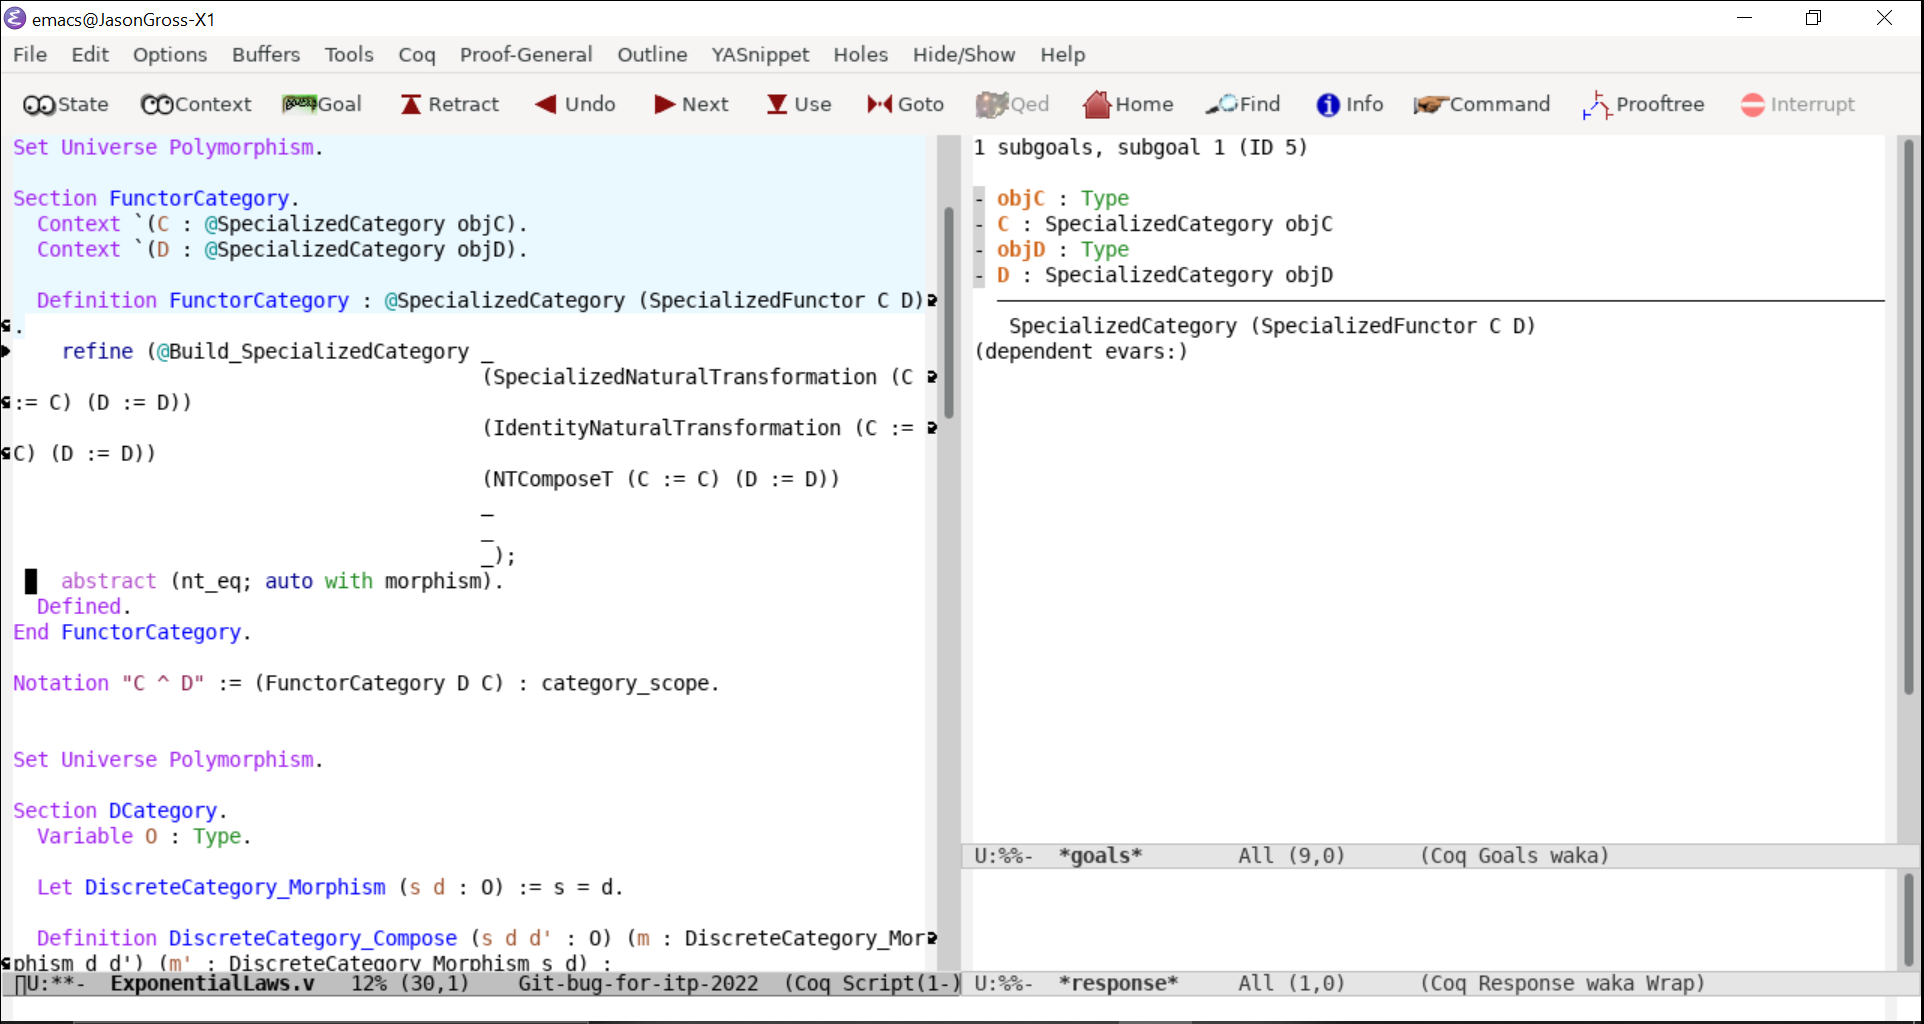 emacs@JasonGross-X1
File Edit Options Buffers Tools Coq Proof-General Outline YASnippet Holes Hide/Show Help
State Context Goal Retract Undo Next Use Goto Qed Home Find Info Command Prooftree Interrupt
Set Universe Polymorphism.
Section FunctorCategory.
Context `(C : @SpecializedCategory objC).
Context `(D : @SpecializedCategory objD).
Definition FunctorCategory : @SpecializedCategory (SpecializedFunctor C D)
.
refine (@Build_SpecializedCategory _
(SpecializedNaturalTransformation (C
:= C) (D := D))
(IdentityNaturalTransformation (C :=
C) (D := D))
(NTComposeT (C := C) (D := D))
_
_
_);
abstract (nt_eq; auto with morphism).
Defined.
End FunctorCategory.
Notation "C ^ D" := (FunctorCategory D C) : category_scope.
Set Universe Polymorphism.
Section DCategory.
Variable O : Type.
Let DiscreteCategory_Morphism (s d : O) := s = d.
Definition DiscreteCategory_Compose (s d d' : O) (m : DiscreteCategory_Mor
phism d d') (m' : DiscreteCategory_Morphism s d) :
U:**- ExponentialLaws.v 12% (30,1) Git-bug-for-itp-2022 (Coq Script(1-)
1 subgoals, subgoal 1 (ID 5)
- objC : Type
- C : SpecializedCategory objC
- objD : Type
- D : SpecializedCategory objD
SpecializedCategory (SpecializedFunctor C D)
(dependent evars:)
U:%%- *goals* All (9,0) (Coq Goals waka)
U:%%- *response* All (1,0) (Coq Response waka Wrap)